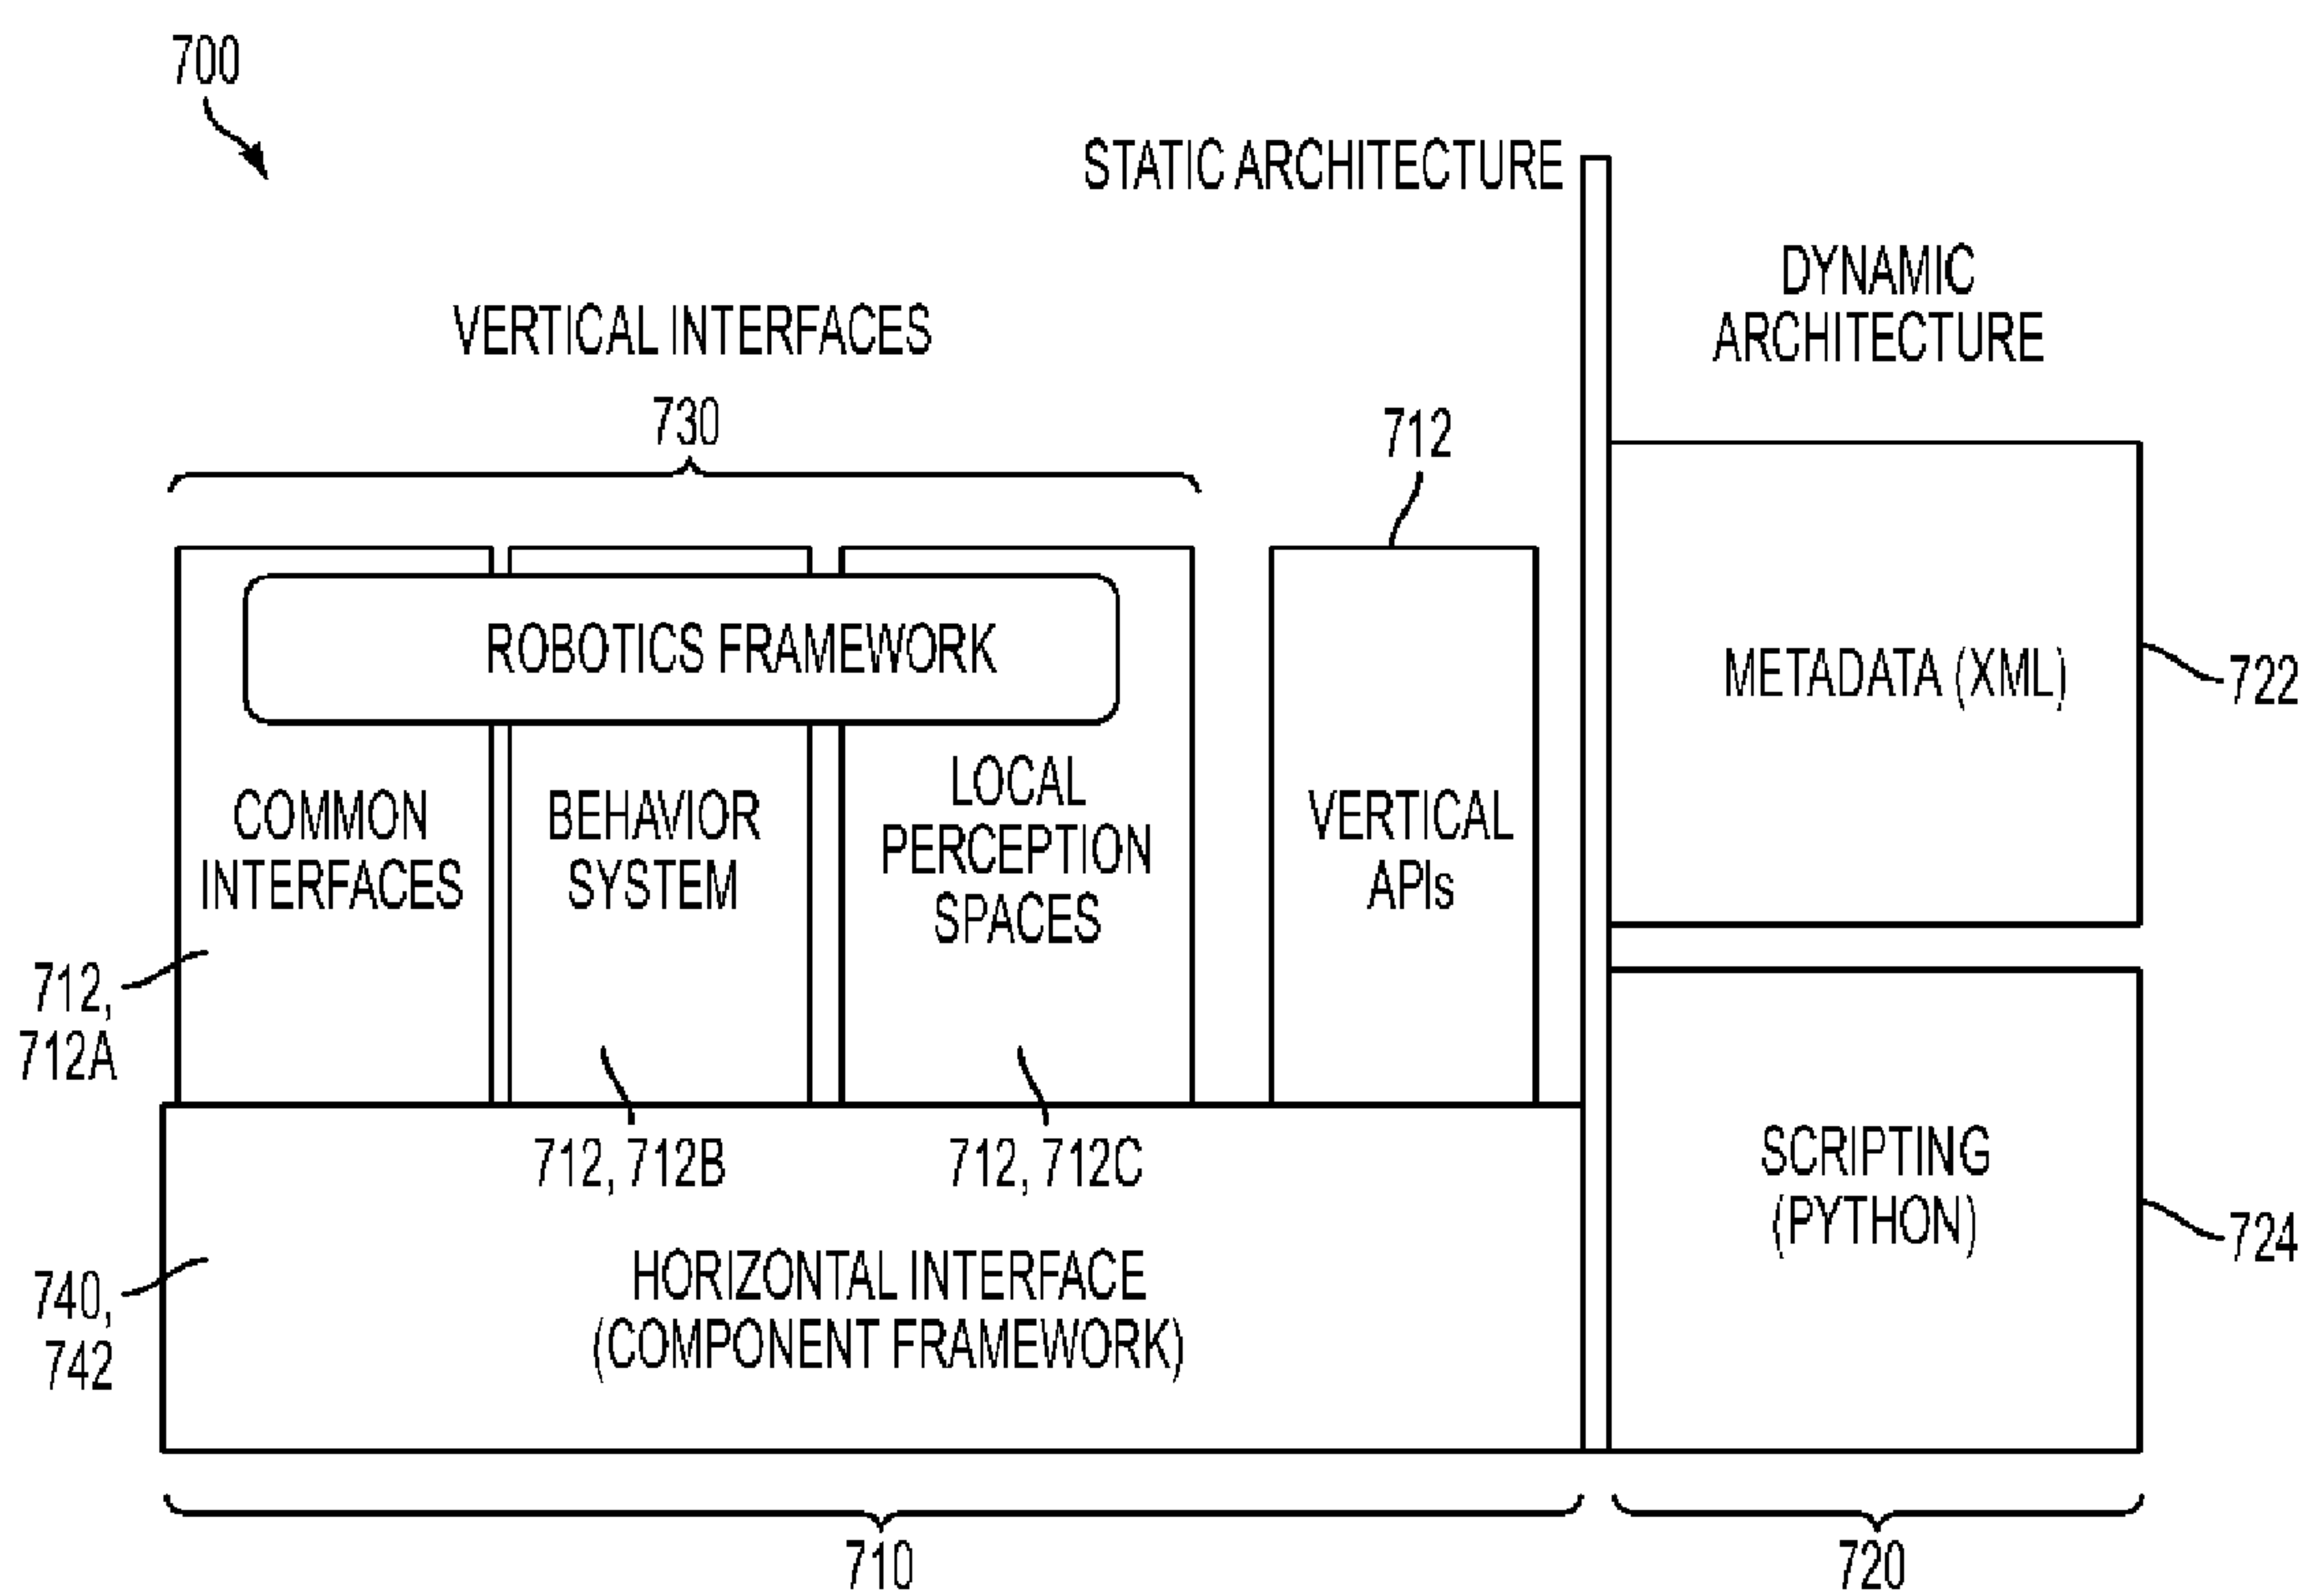 700
STATIC ARCHITECTURE
DYNAMIC
ARCHITECTURE
VERTICAL INTERFACES
730
712
ROBOTICS FRAMEWORK
METADATA (XML)
722
COMMON
INTERFACES
BEHAVIOR
SYSTEM
LOCAL
PERCEPTION
SPACES
VERTICAL
APIs
712,
712A
712, 712B
712, 712C
SCRIPTING
(PYTHON)
724
HORIZONTAL INTERFACE
(COMPONENT FRAMEWORK)
740,
742
710
720